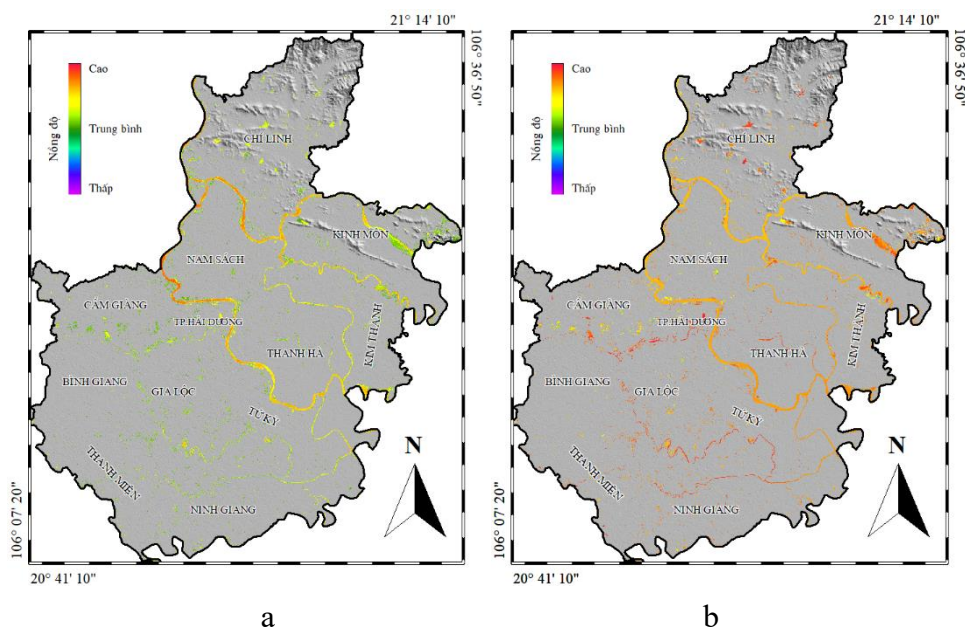 21° 14' 10"
106° 36' 50"
Cao
Trung bình
Thấp
Nồng độ
CHÍ LINH
KINH MÔN
NAM SÁCH
CẨM GIÀNG
TP.HẢI DƯƠNG
KIM THÀNH
THANH HÀ
BÌNH GIANG
GIA LỘC
TỨ KỲ
THANH MIỆN
NINH GIANG
N
106° 07' 20"
20° 41' 10"
a
21° 14' 10"
106° 36' 50"
Cao
Trung bình
Thấp
Nồng độ
CHÍ LINH
KINH MÔN
NAM SÁCH
CẨM GIÀNG
TP.HẢI DƯƠNG
KIM THÀNH
THANH HÀ
BÌNH GIANG
GIA LỘC
TỨ KỲ
THANH MIỆN
NINH GIANG
N
106° 07' 20"
20° 41' 10"
b